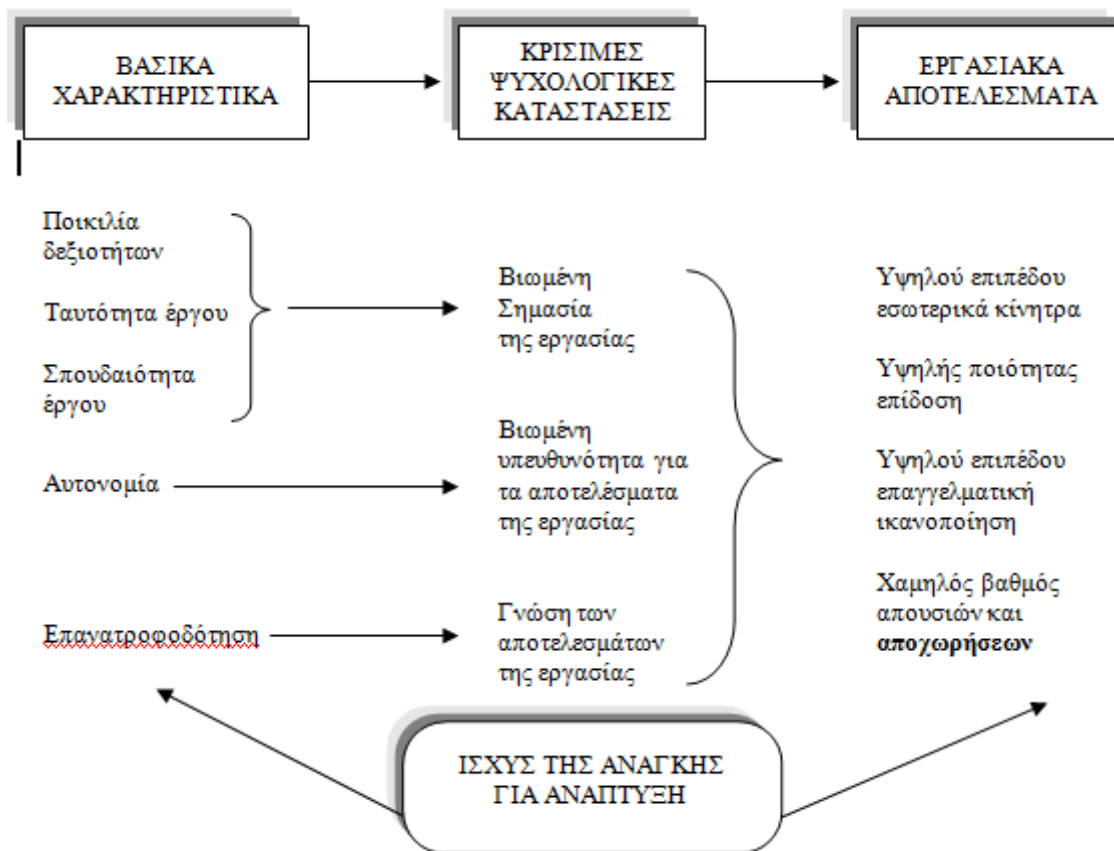 ΒΑΣΙΚΑ
ΧΑΡΑΚΤΗΡΙΣΤΙΚΑ
ΚΡΙΣΙΜΕΣ
ΨΥΧΟΛΟΓΙΚΕΣ
ΚΑΤΑΣΤΑΣΕΙΣ
ΕΡΓΑΣΙΑΚΑ
ΑΠΟΤΕΛΕΣΜΑΤΑ
Ποικιλία
δεξιοτήτων
Ταυτότητα έργου
Σπουδαιότητα
έργου
Αυτονομία
Επανατροφοδότηση
Βιωμένη
Σημασία
της εργασίας
Βιωμένη
υπευθυνότητα για
τα αποτελέσματα
της εργασίας
Γνώση των
αποτελεσμάτων
της εργασίας
Υψηλού επιπέδου
εσωτερικά κίνητρα
Υψηλής ποιότητας
επίδοση
Υψηλού επιπέδου
επαγγελματική
ικανοποίηση
Χαμηλός βαθμός
απουσιών και
αποχωρήσεων
ΙΣΧΥΣ ΤΗΣ ΑΝΑΓΚΗΣ
ΓΙΑ ΑΝΑΠΤΥΞΗ